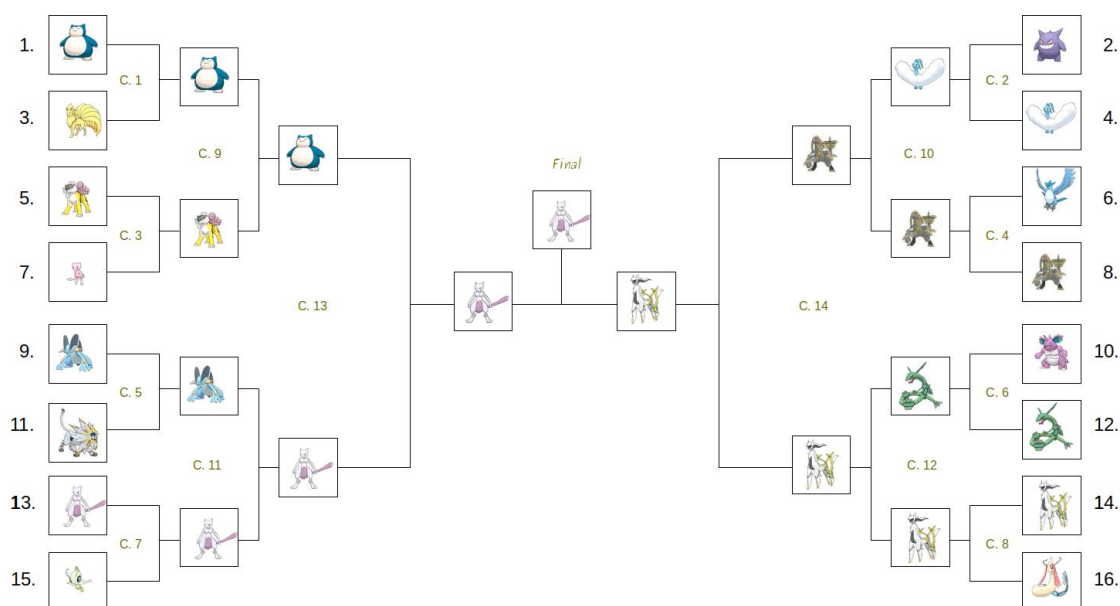 1.
C. 1
3.
C. 9
5.
C. 3
7.
C. 13
9.
C. 5
11.
C. 11
13.
C. 7
15.
Final
2.
C. 2
4.
C. 10
6.
C. 4
8.
C. 14
10.
C. 6
12.
C. 12
14.
C. 8
16.